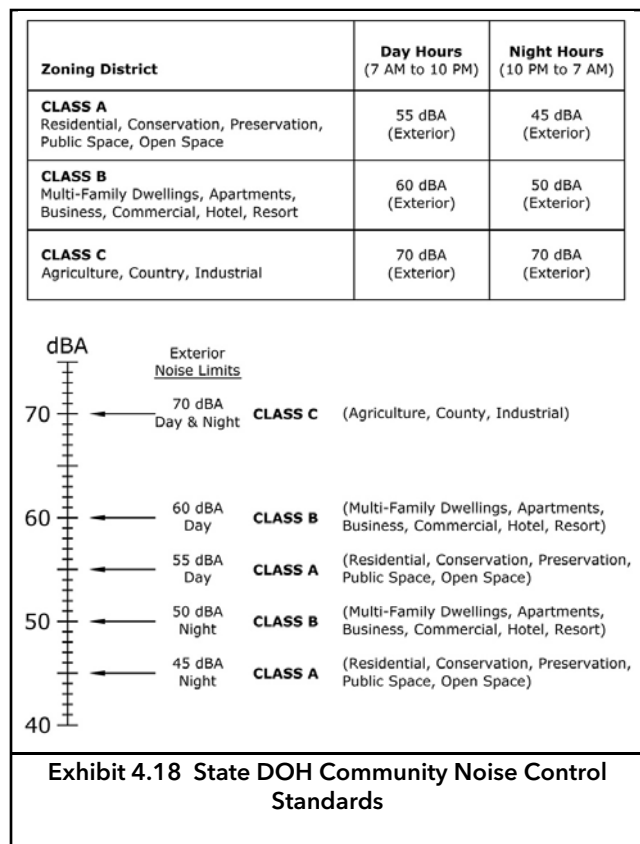 Zoning District
Day Hours
(7 AM to 10 PM)
Night Hours
(10 PM to 7 AM)
CLASS A
Residential, Conservation, Preservation,
Public Space, Open Space
55 dBA
(Exterior)
45 dBA
(Exterior)
CLASS B
Multi-Family Dwellings, Apartments,
Business, Commercial, Hotel, Resort
60 dBA
(Exterior)
50 dBA
(Exterior)
CLASS C
Agriculture, Country, Industrial
70 dBA
(Exterior)
70 dBA
(Exterior)
dBA
Exterior
Noise Limits
70
70 dBA
Day & Night
CLASS C
(Agriculture, County, Industrial)
60
60 dBA
Day
CLASS B
(Multi-Family Dwellings, Apartments,
Business, Commercial, Hotel, Resort)
55 dBA
Day
CLASS A
(Residential, Conservation, Preservation,
Public Space, Open Space)
50
50 dBA
Night
CLASS B
(Multi-Family Dwellings, Apartments,
Business, Commercial, Hotel, Resort)
45 dBA
Night
CLASS A
(Residential, Conservation, Preservation,
Public Space, Open Space)
40
Exhibit 4.18 State DOH Community Noise Control
Standards